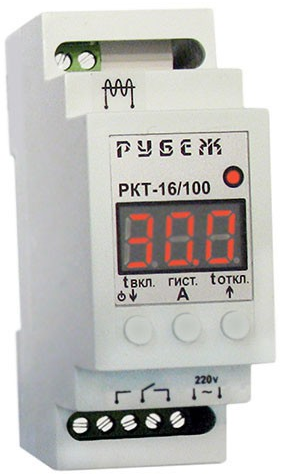 РУБЕЖ
РКТ-16/100
30.0
tвкл. гист. tоткл.
⏻↓ A ↑
220v
~